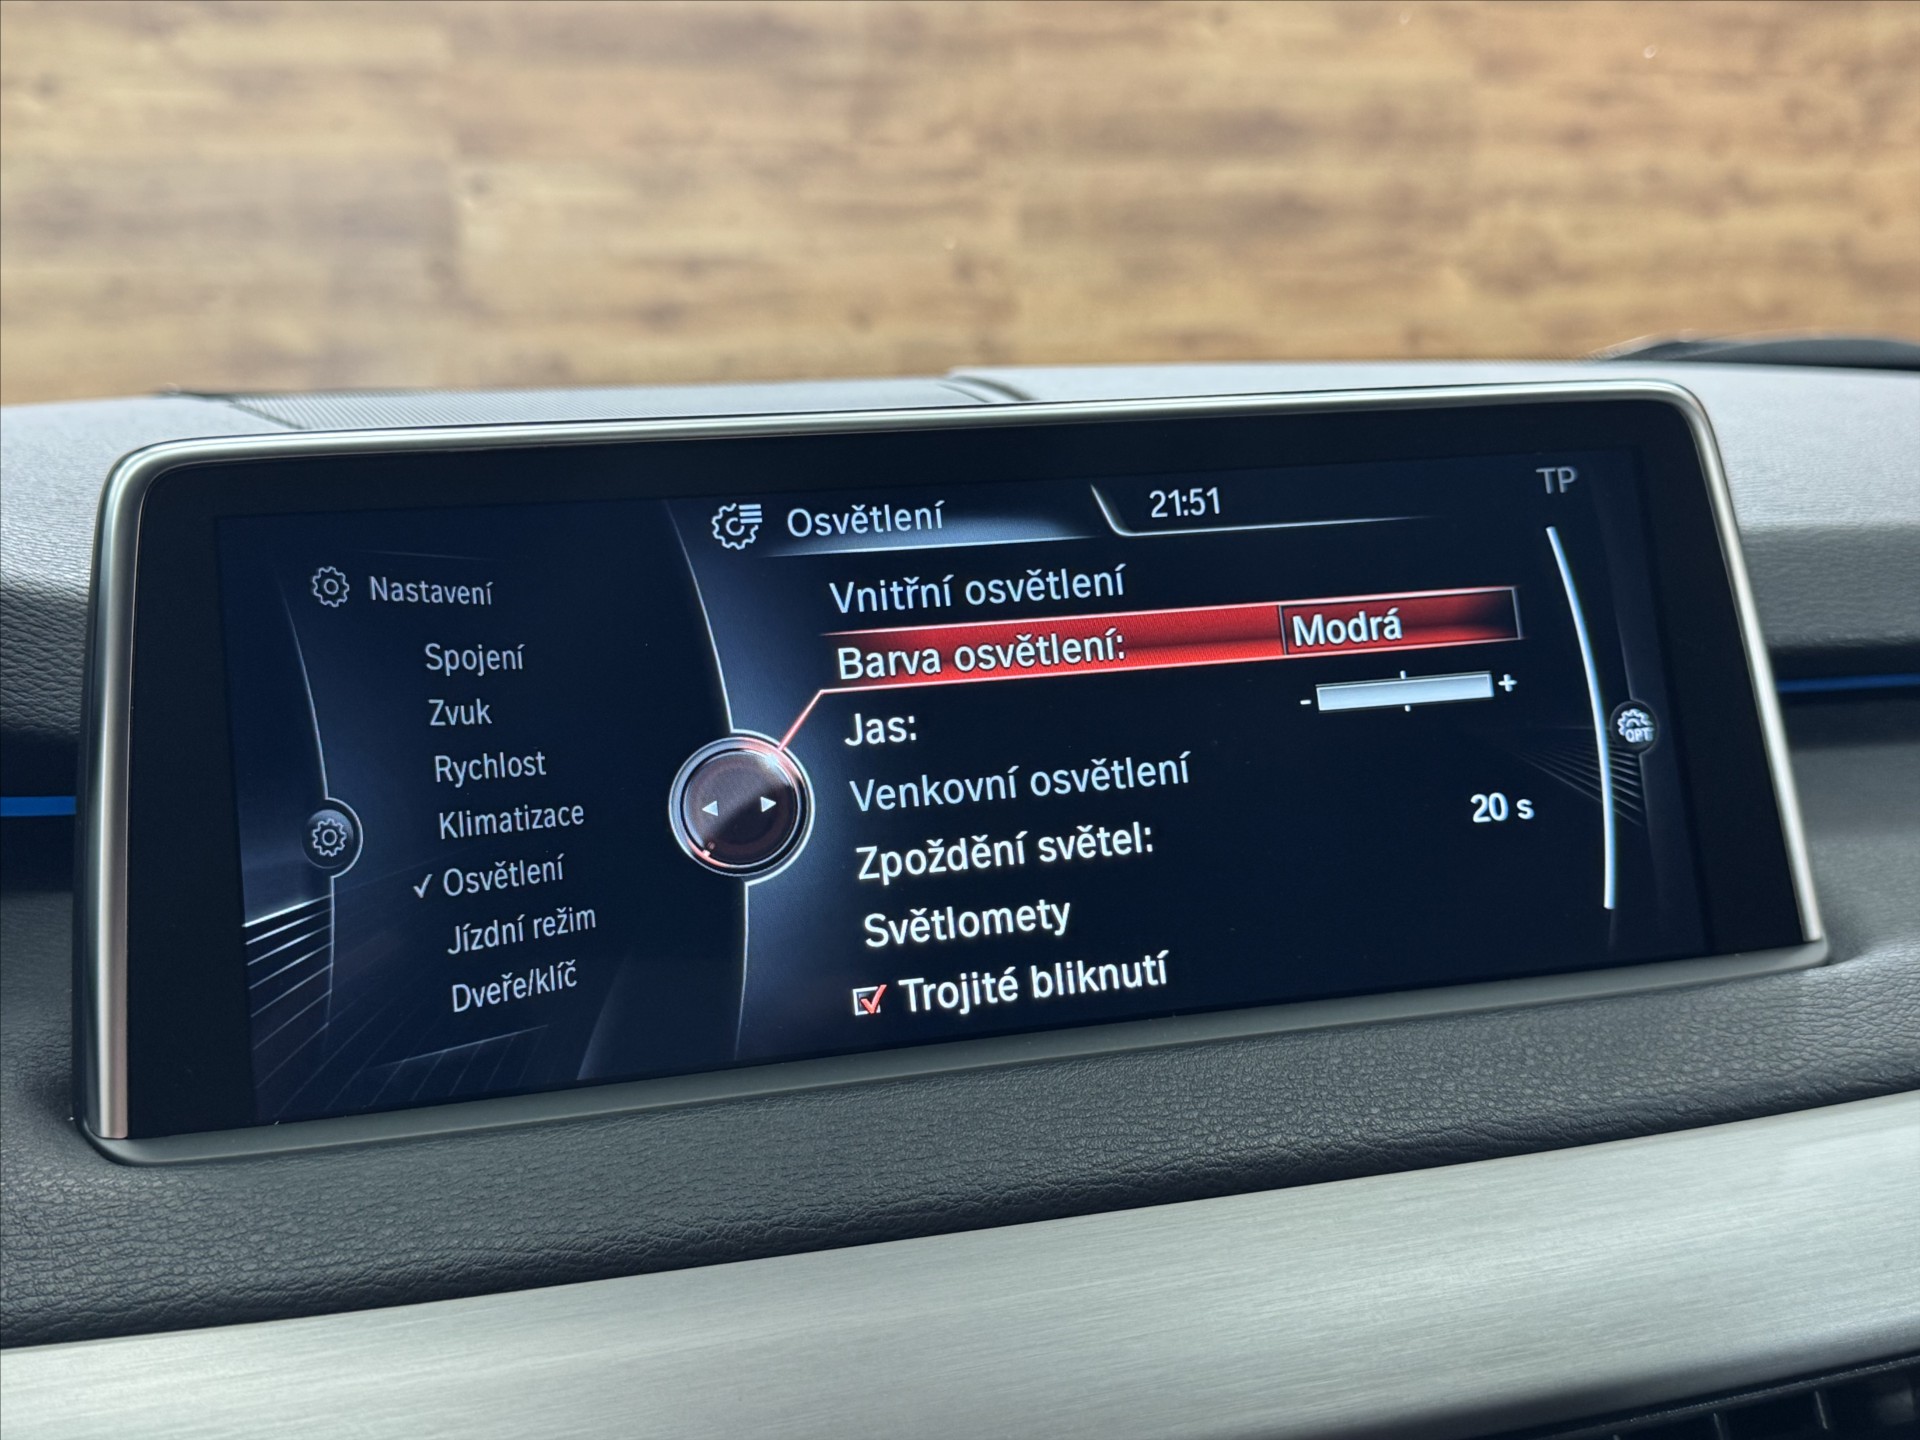 Osvětlení 21:51 TP
Nastavení
Spojení
Zvuk
Rychlost
Klimatizace
Osvětlení
Jízdní režim
Dveře/klíč
Vnitřní osvětlení
Barva osvětlení: Modrá
Jas: - +
Venkovní osvětlení
Zpoždění světel: 20 s
Světlomety
Trojité bliknutí
OPT